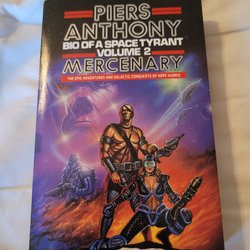 PIERS
ANTHONY
BIO OF A SPACE TYRANT
VOLUME 2
MERCENARY
THE EPIC ADVENTURES AND GALACTIC CONQUESTS OF HOPE HUBRIS